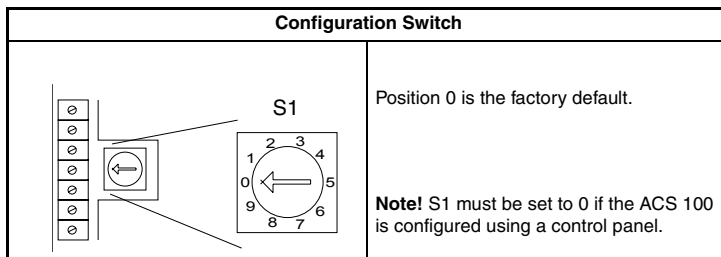 Configuration Switch
S1
2 3
1 4
0 5
9 6
8 7
Position 0 is the factory default.
Note! S1 must be set to 0 if the ACS 100
is configured using a control panel.